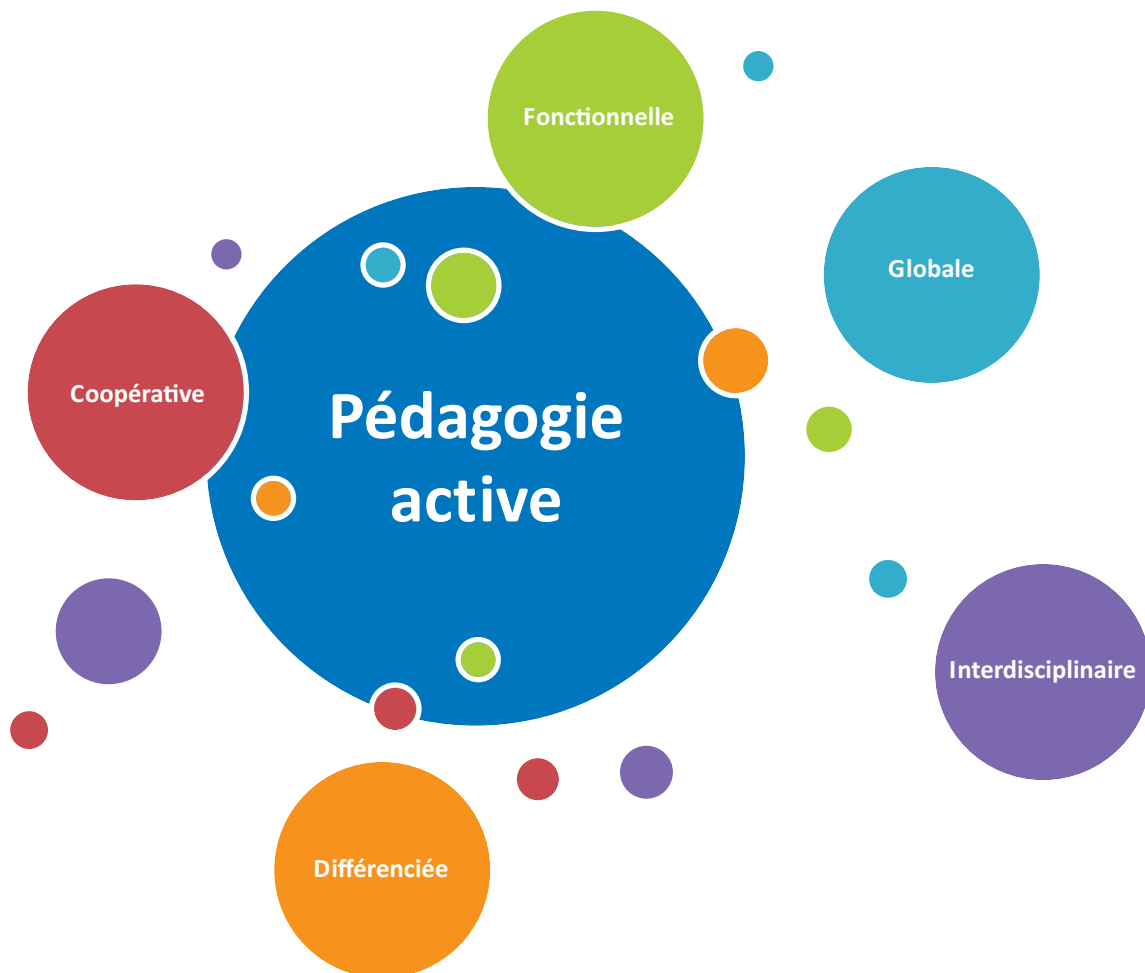 Fonctionnelle
Globale
Coopérative
Pédagogie
active
Interdisciplinaire
Différenciée